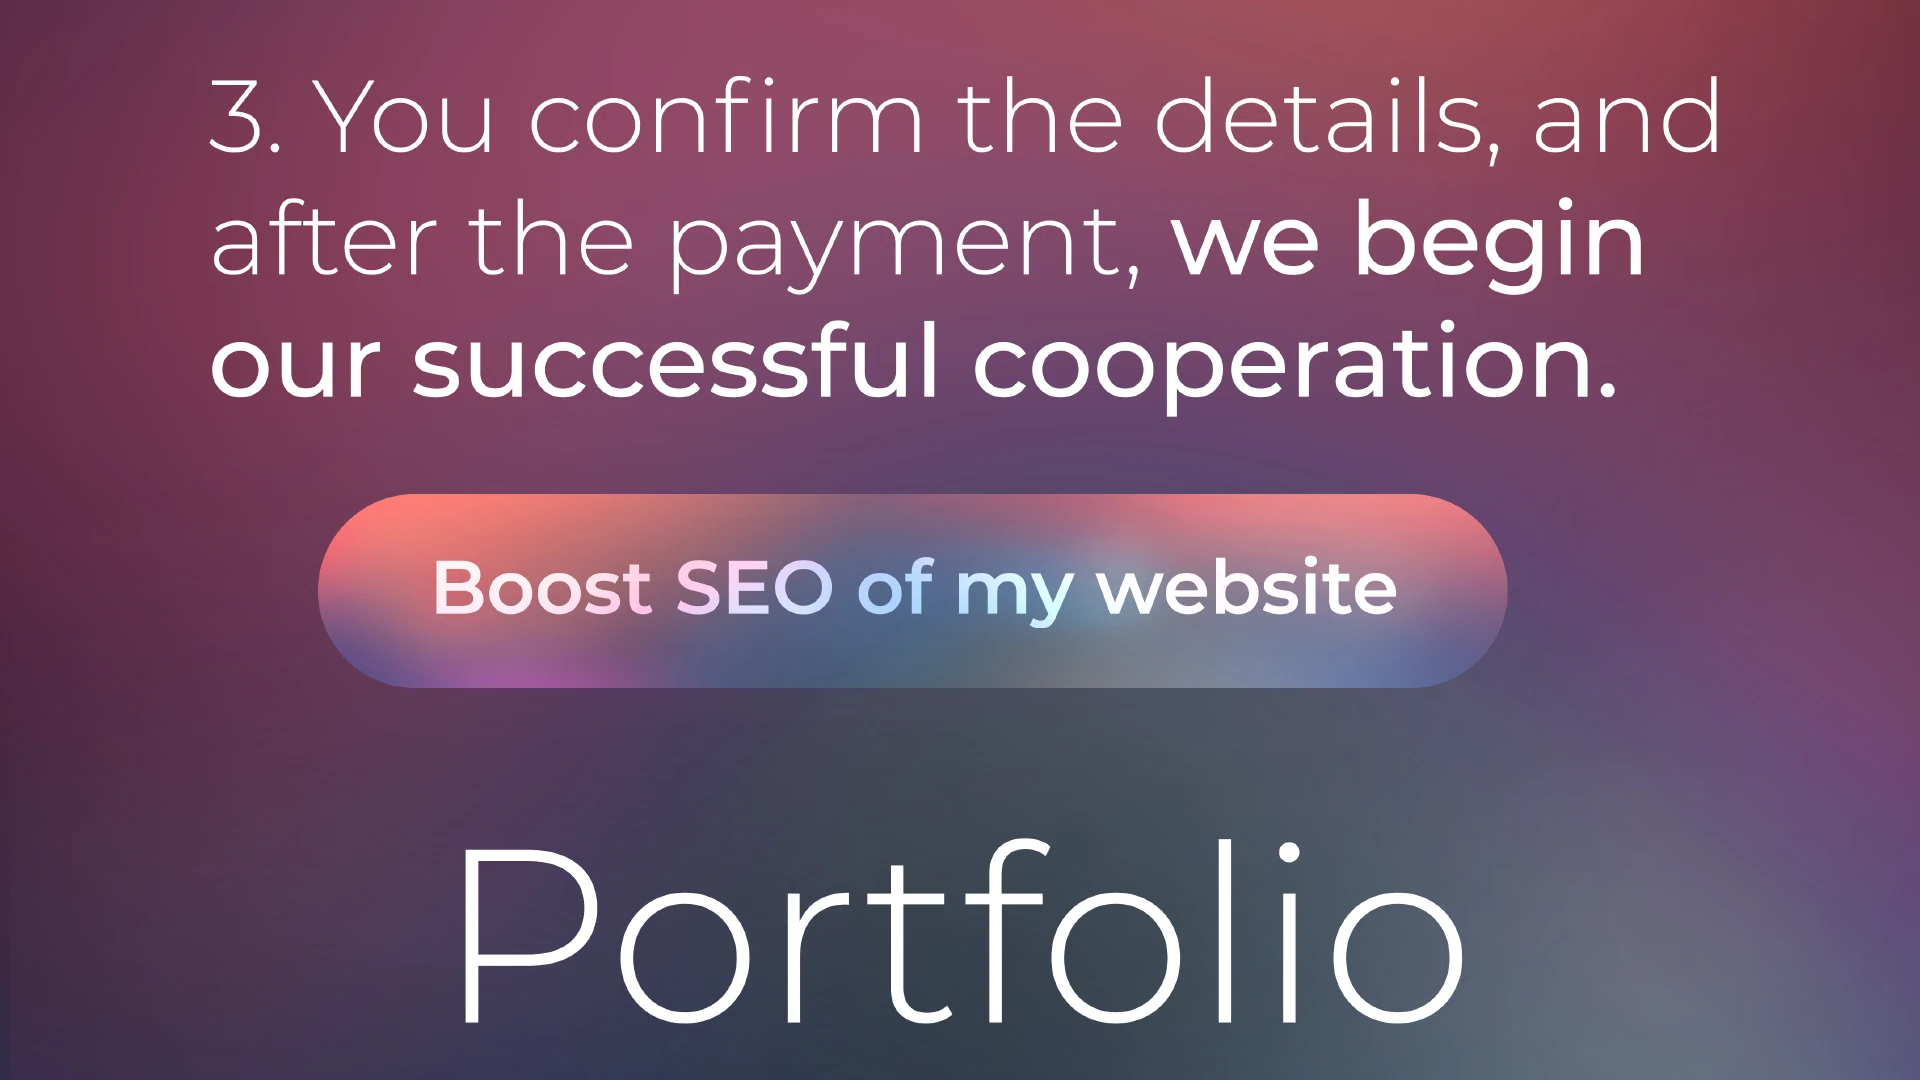 3. You confirm the details, and
after the payment, we begin
our successful cooperation.
Boost SEO of my website
Portfolio